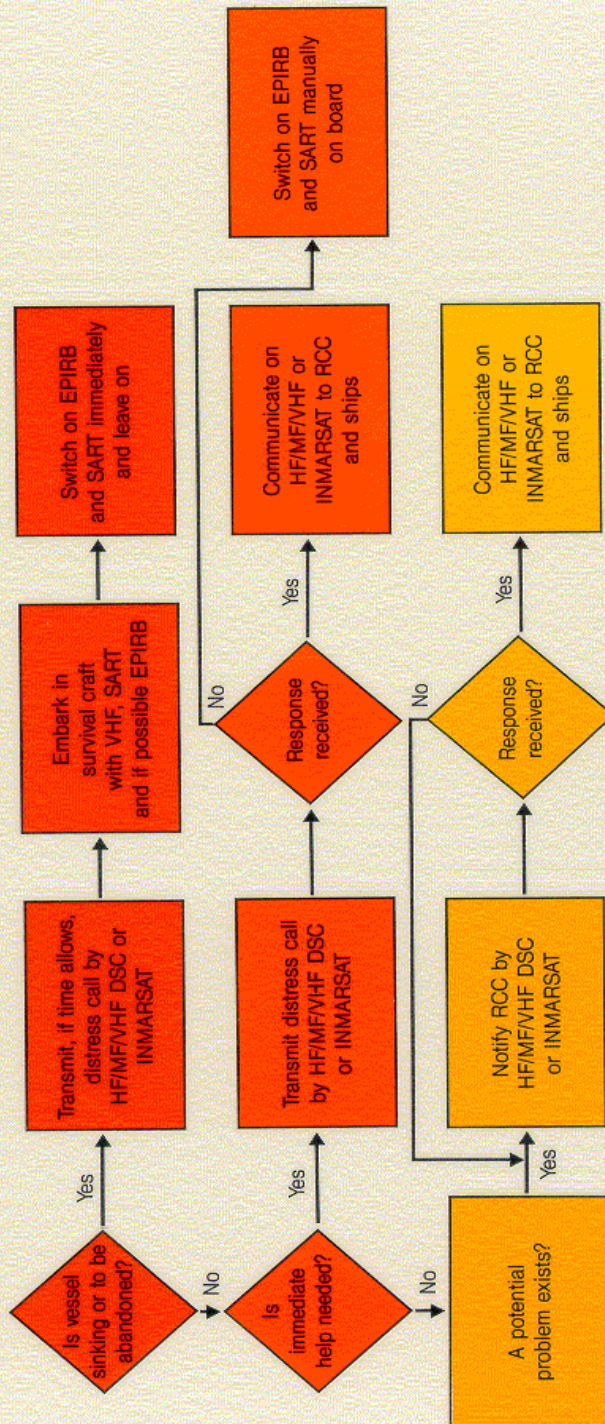 Is vessel
sinking or to be
abandoned?
Yes
Transmit, if time allows,
distress call by
HF/MF/VHF DSC or
INMARSAT
Embark in
survival craft
with VHF, SART
and if possible EPIRB
Switch on EPIRB
and SART immediately
and leave on
No
Is
immediate
help needed?
Yes
Transmit distress call
by HF/MF/VHF DSC
or INMARSAT
Response
received?
Yes
Communicate on
HF/MF/VHF or
INMARSAT to RCC
and ships
No
Switch on EPIRB
and SART manually
on board
No
A potential
problem exists?
Yes
Notify RCC by
HF/MF/VHF DSC
or INMARSAT
Response
received?
Yes
Communicate on
HF/MF/VHF or
INMARSAT to RCC
and ships
No